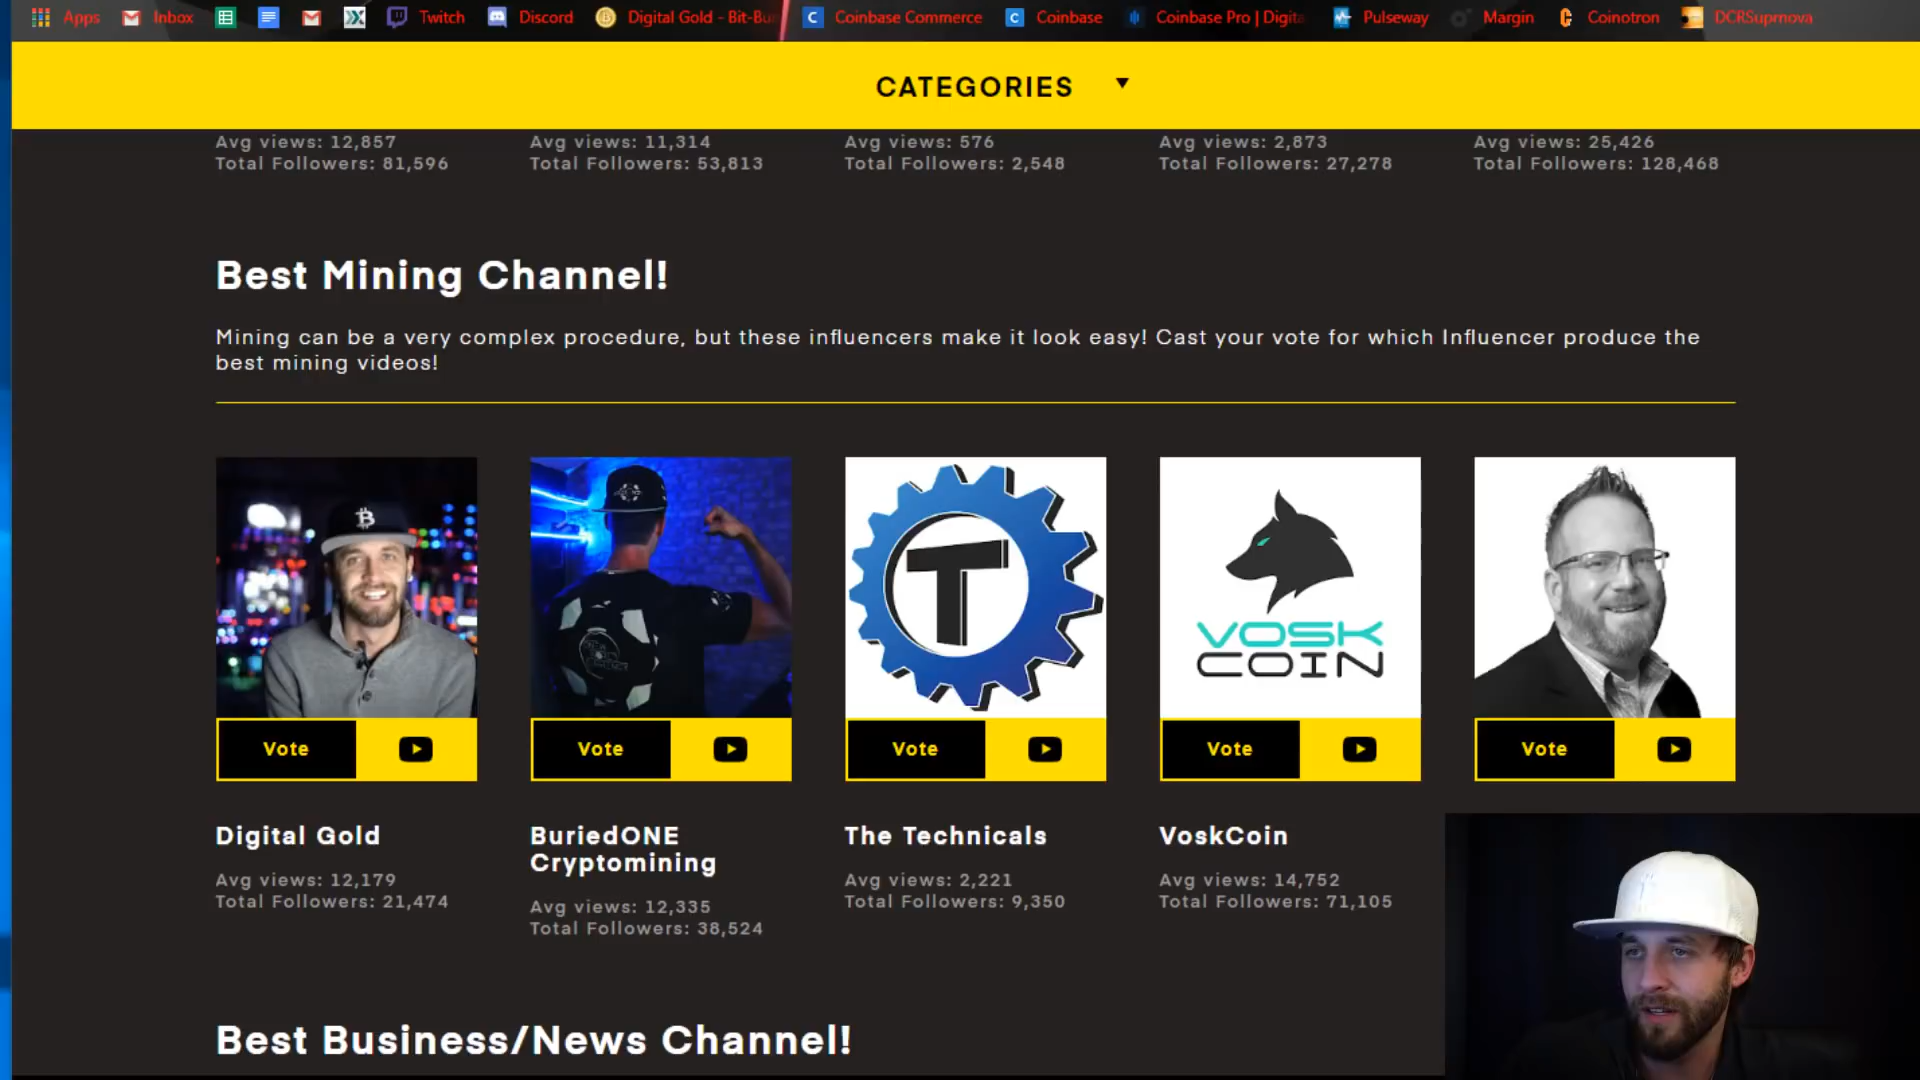 Apps Inbox Twitch Discord Digital Gold - Bit-Bu Coinbase Commerce Coinbase Coinbase Pro | Digita Pulseway Margin Coinotron DCRSuprnova
CATEGORIES
Avg views: 12,857 Avg views: 11,314 Avg views: 576 Avg views: 2,873 Avg views: 25,426
Total Followers: 81,596 Total Followers: 53,813 Total Followers: 2,548 Total Followers: 27,278 Total Followers: 128,468
Best Mining Channel!
Mining can be a very complex procedure, but these influencers make it look easy! Cast your vote for which Influencer produce the
best mining videos!
T
VOSK
COIN
Vote Vote Vote Vote Vote
Digital Gold
Avg views: 12,179
Total Followers: 21,474
BuriedONE
Cryptomining
Avg views: 12,335
Total Followers: 38,524
The Technicals
Avg views: 2,221
Total Followers: 9,350
VoskCoin
Avg views: 14,752
Total Followers: 71,105
Best Business/News Channel!